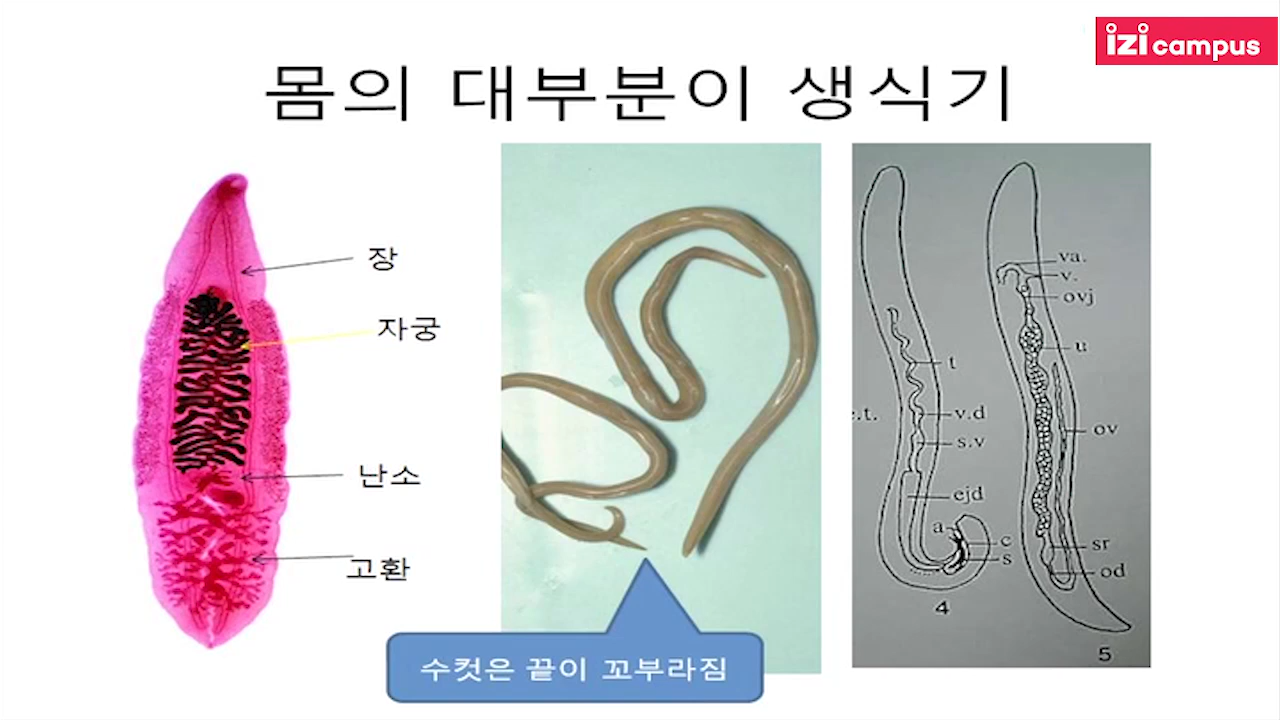 izi campus
몸의 대부분이 생식기
장
자궁
난소
고환
수컷은 끝이 꼬부라짐
t
e.t.
v.d
s.v
ejd
a
c
s
4
va.
v.
ovj
u
ov
sr
od
5